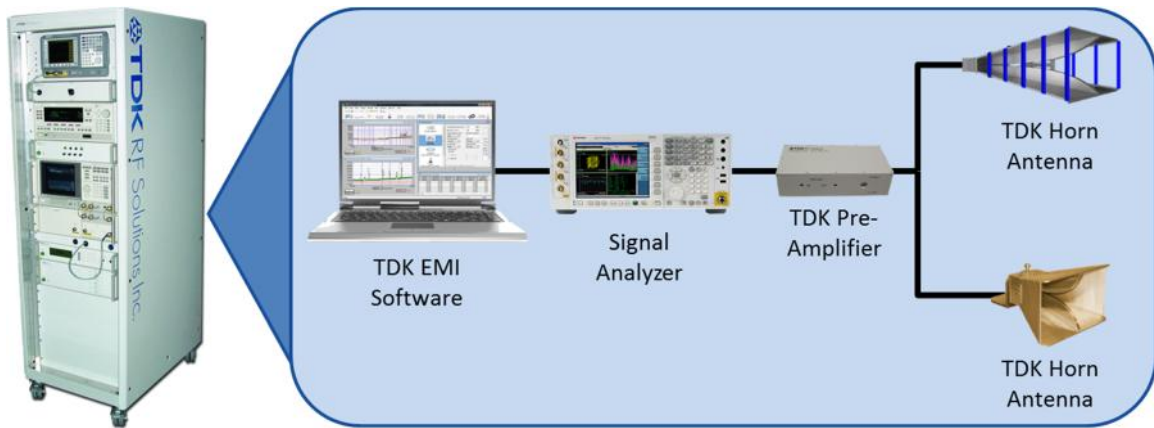 TDK RF Solutions, Inc.
TDK EMI
Software
Signal
Analyzer
TDK Pre-
Amplifier
TDK Horn
Antenna
TDK Horn
Antenna